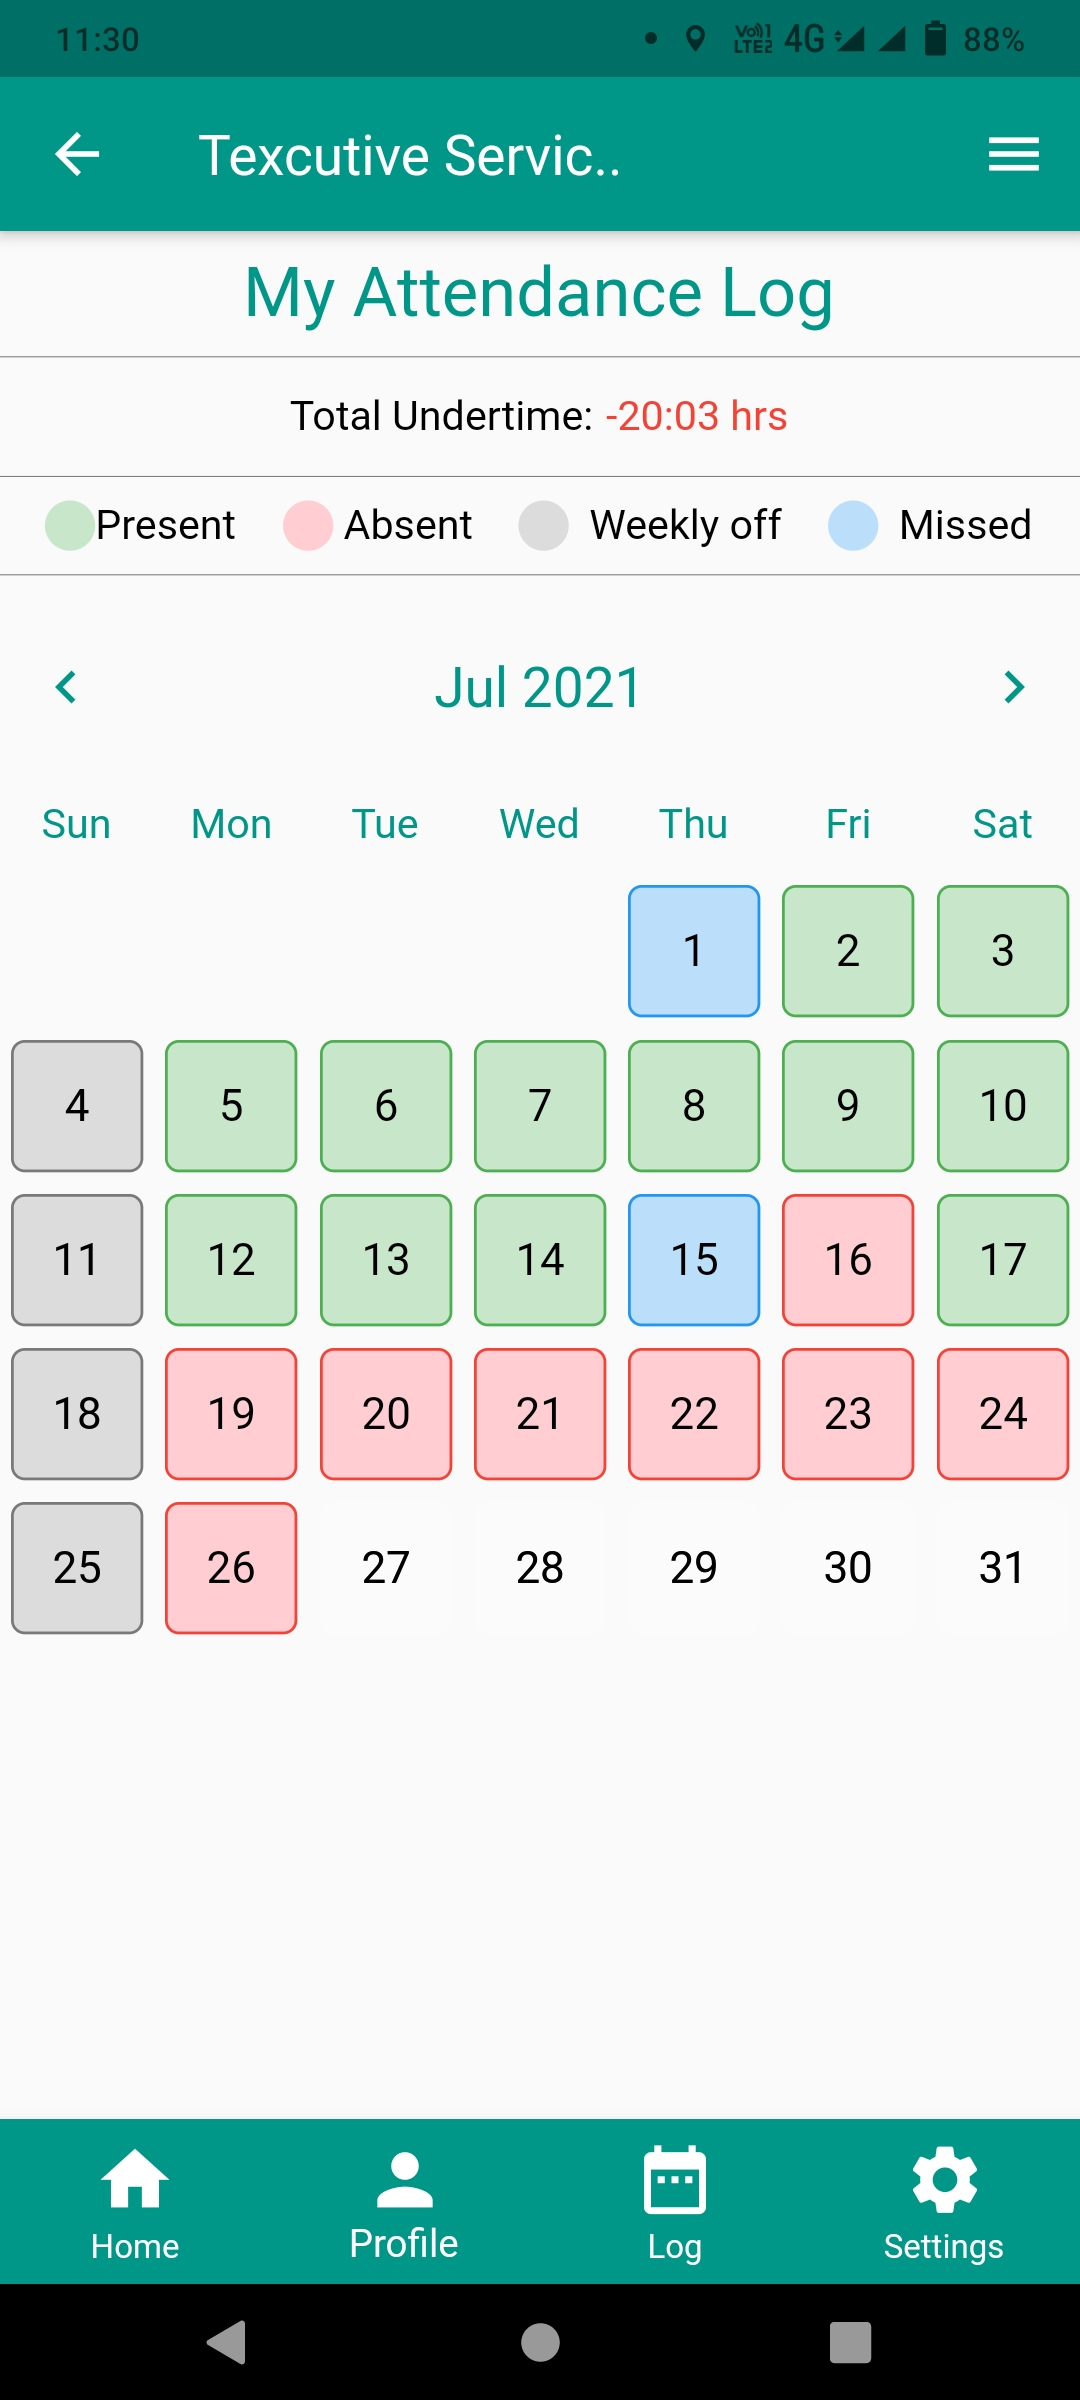 11:30 Vo))1 LTE2 4G 88%
Texcutive Servic..
My Attendance Log
Total Undertime: -20:03 hrs
Present Absent Weekly off Missed
Jul 2021
Sun Mon Tue Wed Thu Fri Sat
1 2 3
4 5 6 7 8 9 10
11 12 13 14 15 16 17
18 19 20 21 22 23 24
25 26 27 28 29 30 31
Home Profile Log Settings